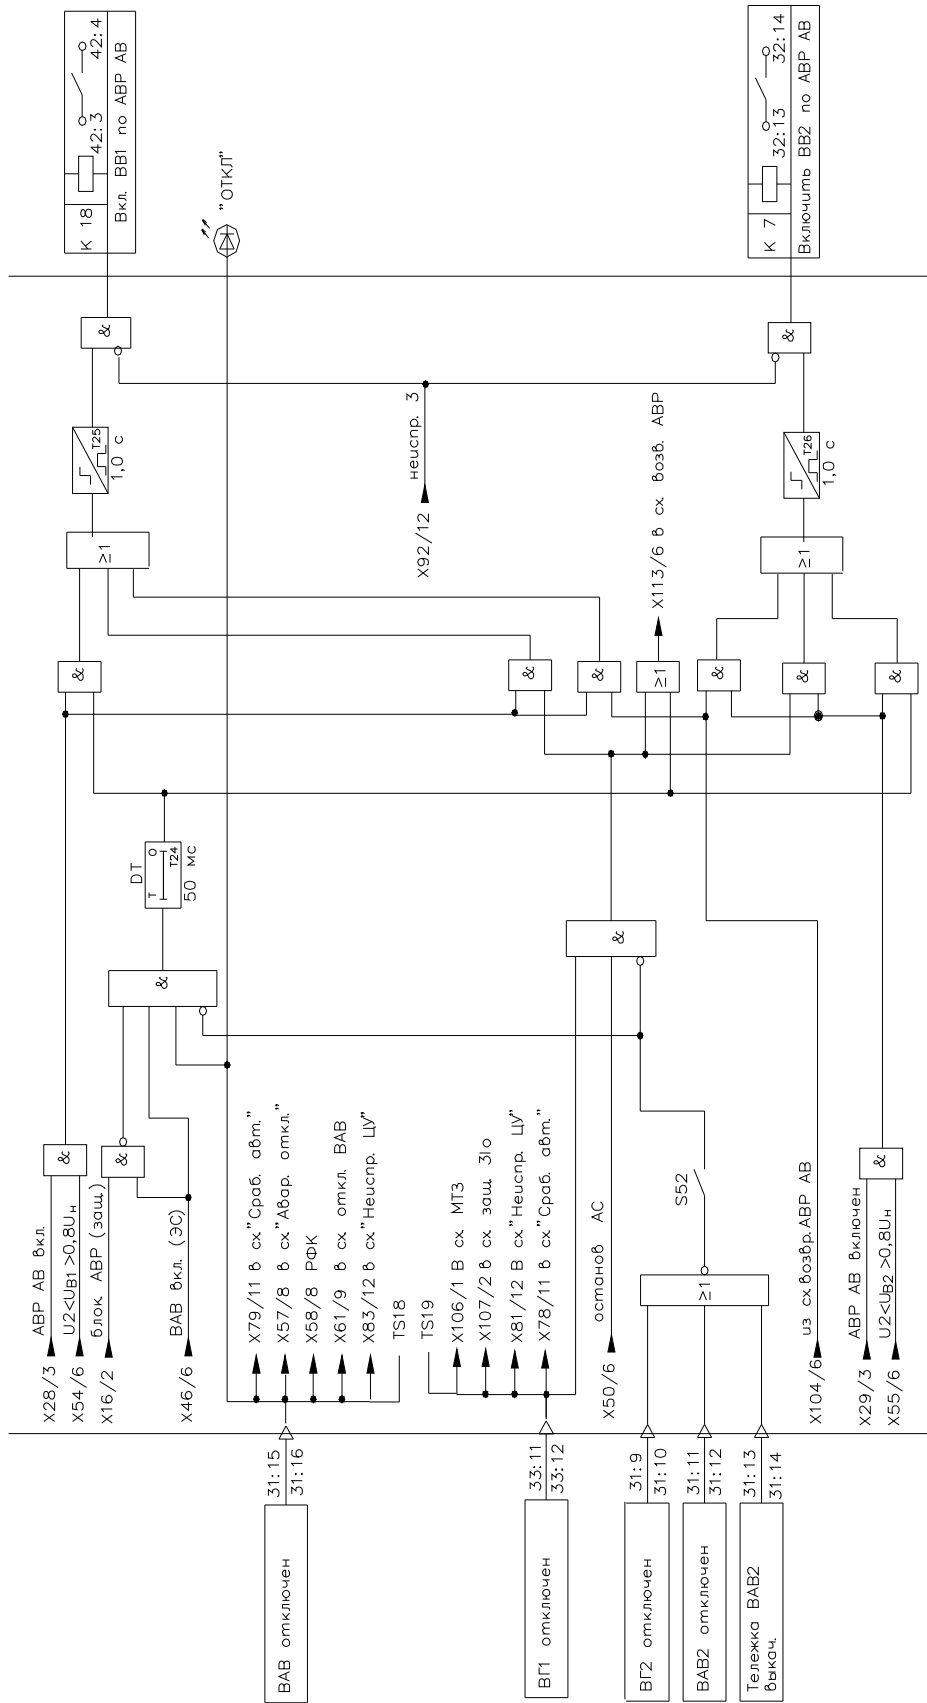 К 18
42:3
42:4
Вкл. ВВ1 по АВР АВ
"ОТКЛ"
К 7
32:13
32:14
Включить ВВ2 по АВР АВ
&
&
T25
1,0 с
неиспр. 3
X92/12
T26
1,0 с
≥1
X113/6 в сх. возв. АВР
≥1
&
&
&
≥1
&
&
&
DT
T
0
T24
50 мс
&
&
&
&
&
АВР АВ вкл.
X28/3
U2<UВ1 >0,8Uн
X54/6
блок. АВР (защ)
X16/2
ВАВ вкл. (ЭС)
X46/6
X79/11 в сх."Сраб. авт."
X57/8 в сх"Авар. откл."
X58/8 РФК
X61/9 в сх. откл. ВАВ
X83/12 в сх"Неиспр. ЦУ"
TS18
TS19
X106/1 В сх. МТЗ
X107/2 в сх. защ. 3Iо
X81/12 В сх"Неиспр. ЦУ"
X78/11 в сх."Сраб. авт."
останов АС
X50/6
S52
≥1
из сх.возвр.АВР АВ
X104/6
АВР АВ включен
X29/3
U2<UВ2 >0,8Uн
X55/6
31:15
31:16
33:11
33:12
31:9
31:10
31:11
31:12
31:13
31:14
ВАВ отключен
ВГ1 отключен
ВГ2 отключен
ВАВ2 отключен
Тележка ВАВ2
выкач.